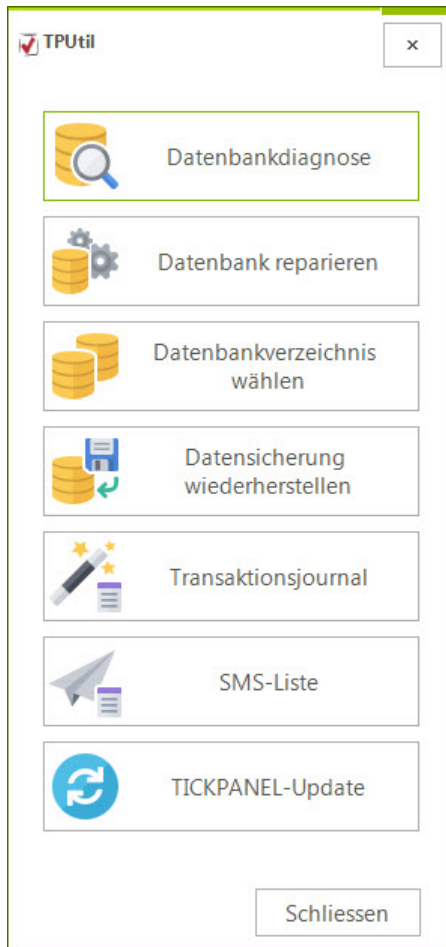 TPUtil
Datenbankdiagnose
Datenbank reparieren
Datenbankverzeichnis
wählen
Datensicherung
wiederherstellen
Transaktionsjournal
SMS-Liste
TICKPANEL-Update
Schliessen